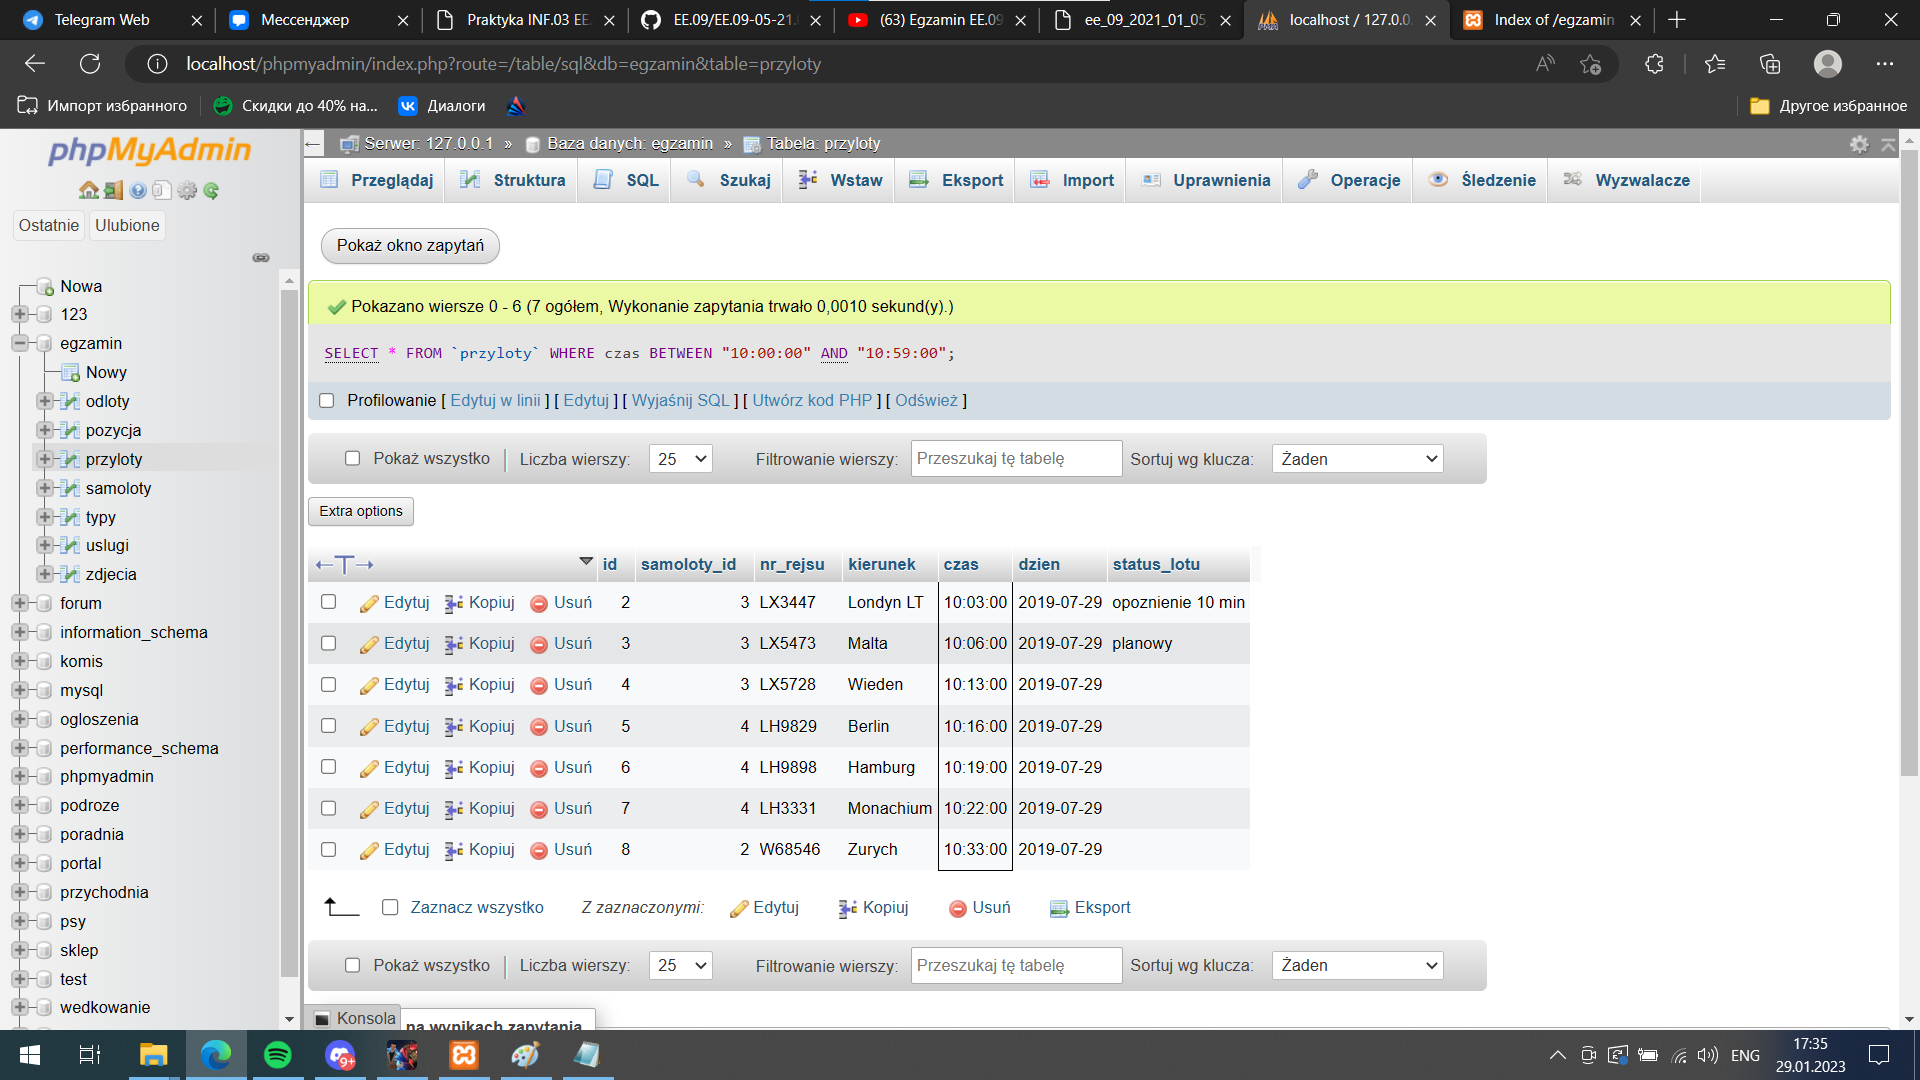 Telegram Web
Мессенджер
Praktyka INF.03 EE.
EE.09/EE.09-05-21.
(63) Egzamin EE.09
ee_09_2021_01_05_
localhost / 127.0.0.
Index of /egzamin
localhost/phpmyadmin/index.php?route=/table/sql&db=egzamin&table=przyloty
Импорт избранного
Скидки до 40% на...
Диалоги
Другое избранное
phpMyAdmin
Ostatnie Ulubione
Nowa
123
egzamin
Nowy
odloty
pozycja
przyloty
samoloty
typy
uslugi
zdjecia
forum
information_schema
komis
mysql
ogloszenia
performance_schema
phpmyadmin
podroze
poradnia
portal
przychodnia
psy
sklep
test
wedkowanie
Serwer: 127.0.0.1 » Baza danych: egzamin » Tabela: przyloty
Przeglądaj Struktura SQL Szukaj Wstaw Eksport Import Uprawnienia Operacje Śledzenie Wyzwalacze
Pokaż okno zapytań
Pokazano wiersze 0 - 6 (7 ogółem, Wykonanie zapytania trwało 0,0010 sekund(y).)
SELECT * FROM `przyloty` WHERE czas BETWEEN "10:00:00" AND "10:59:00";
Profilowanie [ Edytuj w linii ] [ Edytuj ] [ Wyjaśnij SQL ] [ Utwórz kod PHP ] [ Odśwież ]
Pokaż wszystko Liczba wierszy: 25 Filtrowanie wierszy: Przeszukaj tę tabelę Sortuj wg klucza: Żaden
Extra options
id samoloty_id nr_rejsu kierunek czas dzien status_lotu
Edytuj Kopiuj Usuń 2 3 LX3447 Londyn LT 10:03:00 2019-07-29 opoznienie 10 min
Edytuj Kopiuj Usuń 3 3 LX5473 Malta 10:06:00 2019-07-29 planowy
Edytuj Kopiuj Usuń 4 3 LX5728 Wieden 10:13:00 2019-07-29
Edytuj Kopiuj Usuń 5 4 LH9829 Berlin 10:16:00 2019-07-29
Edytuj Kopiuj Usuń 6 4 LH9898 Hamburg 10:19:00 2019-07-29
Edytuj Kopiuj Usuń 7 4 LH3331 Monachium 10:22:00 2019-07-29
Edytuj Kopiuj Usuń 8 2 W68546 Zurych 10:33:00 2019-07-29
Zaznacz wszystko Z zaznaczonymi: Edytuj Kopiuj Usuń Eksport
Pokaż wszystko Liczba wierszy: 25 Filtrowanie wierszy: Przeszukaj tę tabelę Sortuj wg klucza: Żaden
Konsola na wynikach zapytania
9+
ENG
17:35
29.01.2023